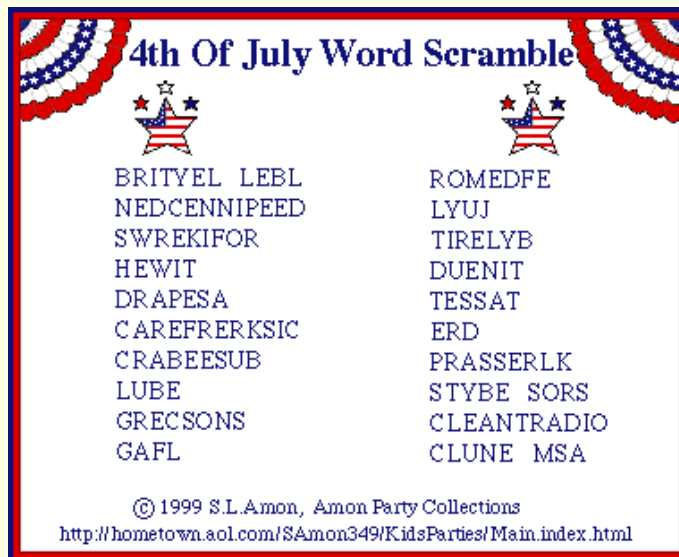 4th Of July Word Scramble
BRITYEL LEBL
NEDCENNIPEED
SWREKIFOR
HEWIT
DRAPESA
CAREFRERKSIC
CRABEESUB
LUBE
GRECSONS
GAFL
ROMEDFE
LYUJ
TIRELYB
DUENIT
TESSAT
ERD
PRASSERLK
STYBE SORS
CLEANTRADIO
CLUNE MSA
© 1999 S.L.Amon, Amon Party Collections
http://hometown.aol.com/SAmon349/KidsParties/Main.index.html